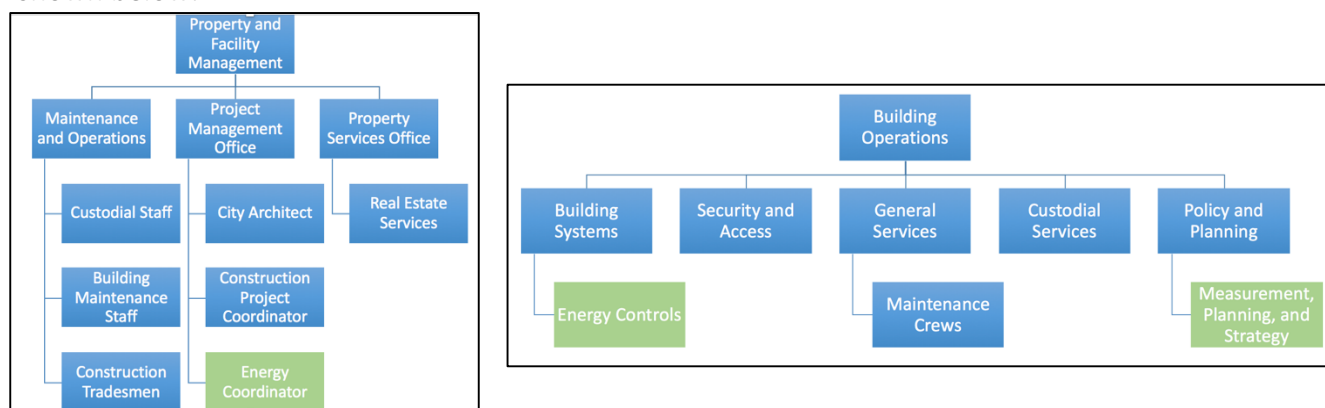 Property and
Facility
Management
Maintenance
and Operations
Project
Management
Office
Property
Services Office
Custodial Staff
City Architect
Real Estate
Services
Building
Maintenance
Staff
Construction
Project
Coordinator
Construction
Tradesmen
Energy
Coordinator
Building
Operations
Building
Systems
Security and
Access
General
Services
Custodial
Services
Policy and
Planning
Energy Controls
Maintenance
Crews
Measurement,
Planning, and
Strategy